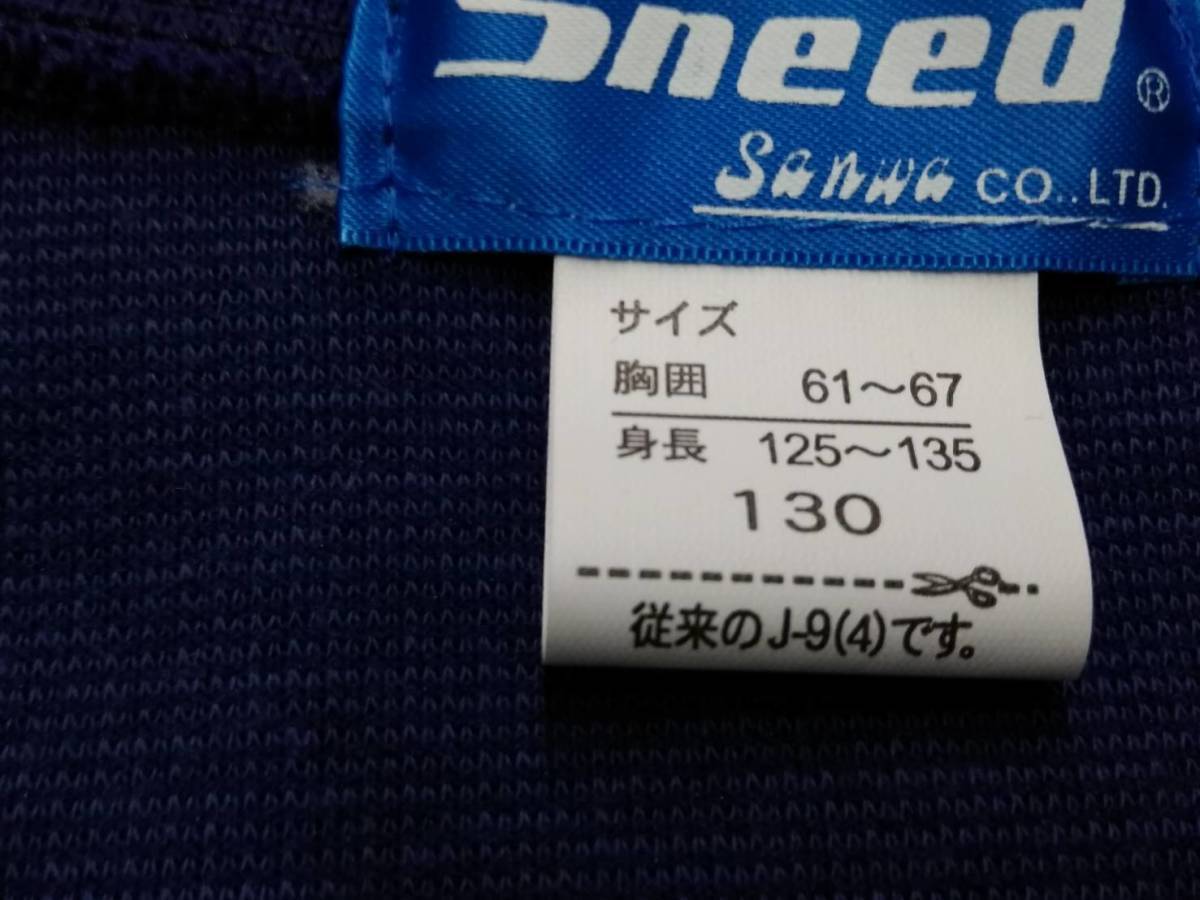 Sneed ®
Sanwa CO., LTD.
サイズ
胸囲 61～67
身長 125～135
130
従来のJ-9(4)です。